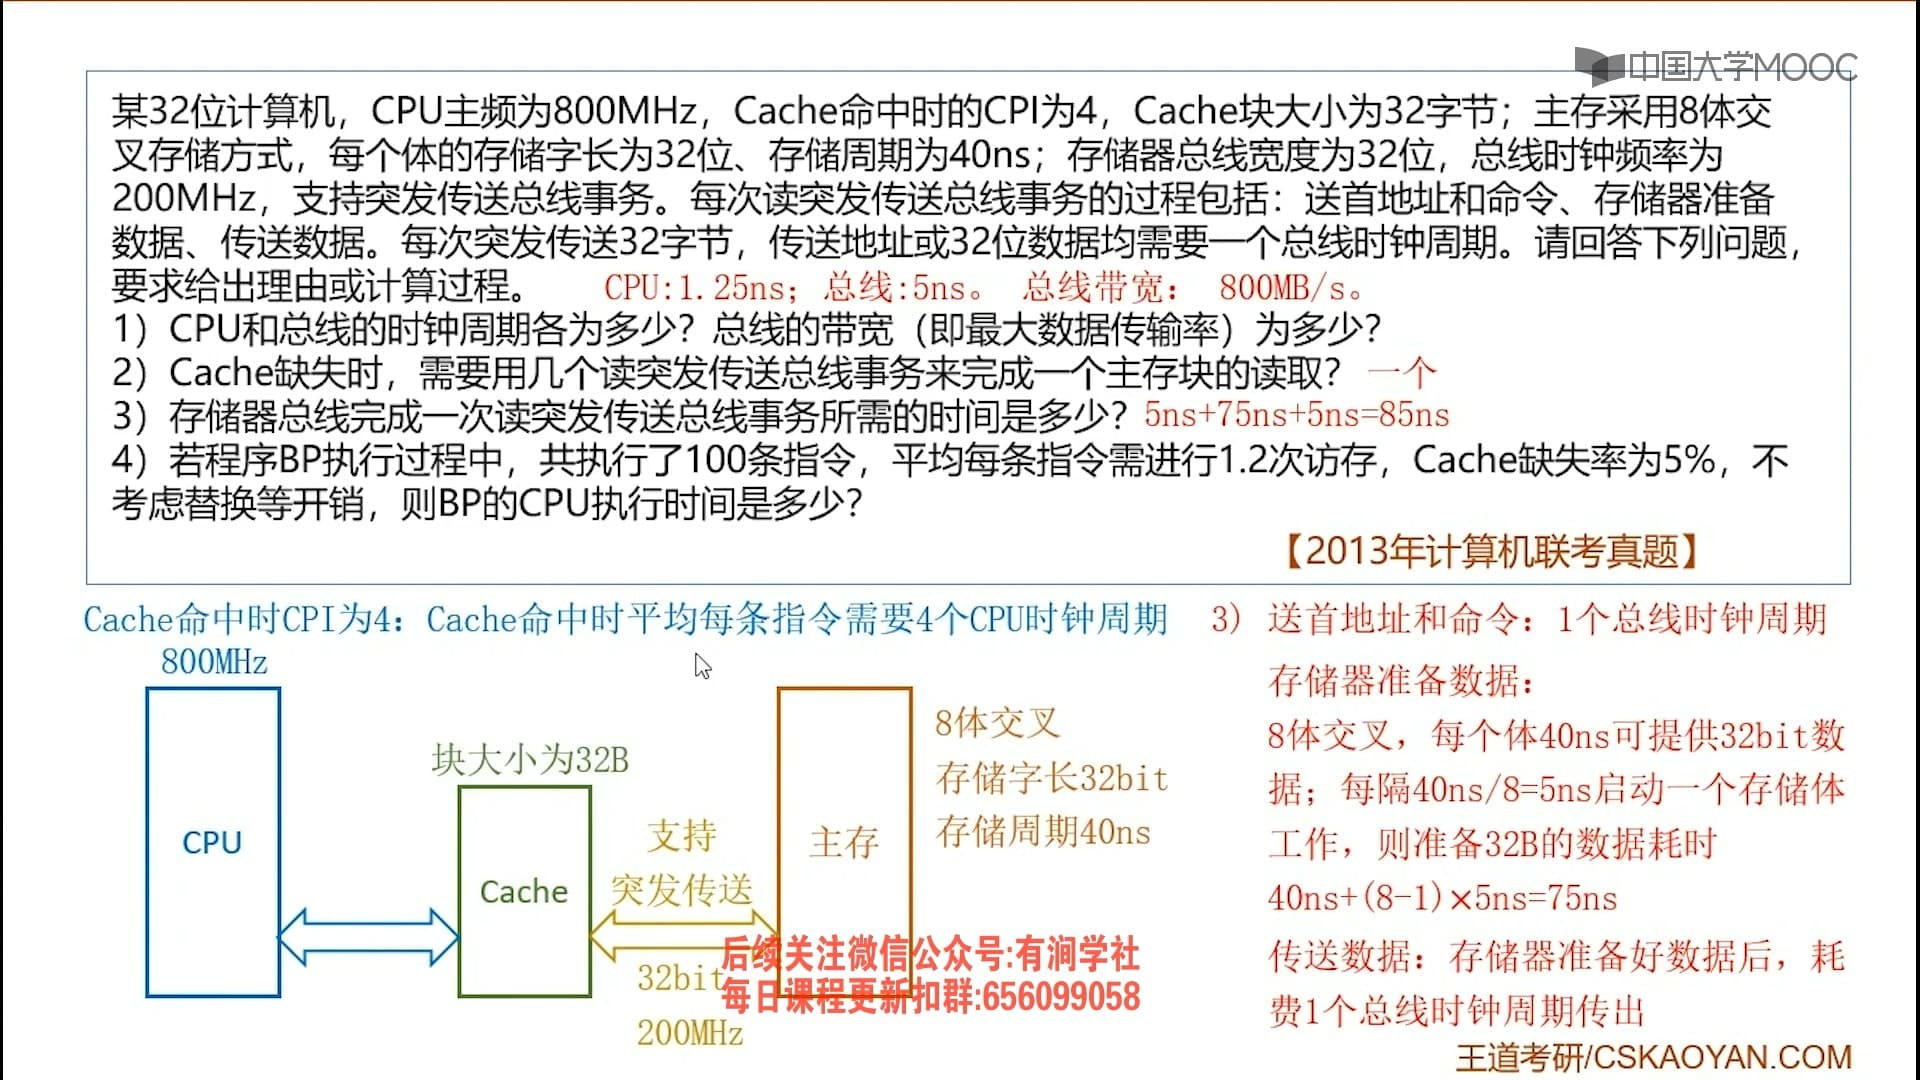 中国大学MOOC
某32位计算机，CPU主频为800MHz，Cache命中时的CPI为4，Cache块大小为32字节；主存采用8体交
叉存储方式，每个体的存储字长为32位、存储周期为40ns；存储器总线宽度为32位，总线时钟频率为
200MHz，支持突发传送总线事务。每次读突发传送总线事务的过程包括：送首地址和命令、存储器准备
数据、传送数据。每次突发传送32字节，传送地址或32位数据均需要一个总线时钟周期。请回答下列问题，
要求给出理由或计算过程。 CPU:1.25ns；总线:5ns。 总线带宽： 800MB/s。
1）CPU和总线的时钟周期各为多少？总线的带宽（即最大数据传输率）为多少？
2）Cache缺失时，需要用几个读突发传送总线事务来完成一个主存块的读取？ 一个
3）存储器总线完成一次读突发传送总线事务所需的时间是多少？5ns+75ns+5ns=85ns
4）若程序BP执行过程中，共执行了100条指令，平均每条指令需进行1.2次访存，Cache缺失率为5%，不
考虑替换等开销，则BP的CPU执行时间是多少？
【2013年计算机联考真题】
Cache命中时CPI为4：Cache命中时平均每条指令需要4个CPU时钟周期
800MHz
CPU
块大小为32B
Cache
支持
突发传送
32bit
200MHz
主存
8体交叉
存储字长32bit
存储周期40ns
3) 送首地址和命令：1个总线时钟周期
存储器准备数据：
8体交叉，每个体40ns可提供32bit数
据；每隔40ns/8=5ns启动一个存储体
工作，则准备32B的数据耗时
40ns+(8-1)×5ns=75ns
传送数据：存储器准备好数据后，耗
费1个总线时钟周期传出
后续关注微信公众号:有涧学社
每日课程更新扣群:656099058
王道考研/CSKAOYAN.COM